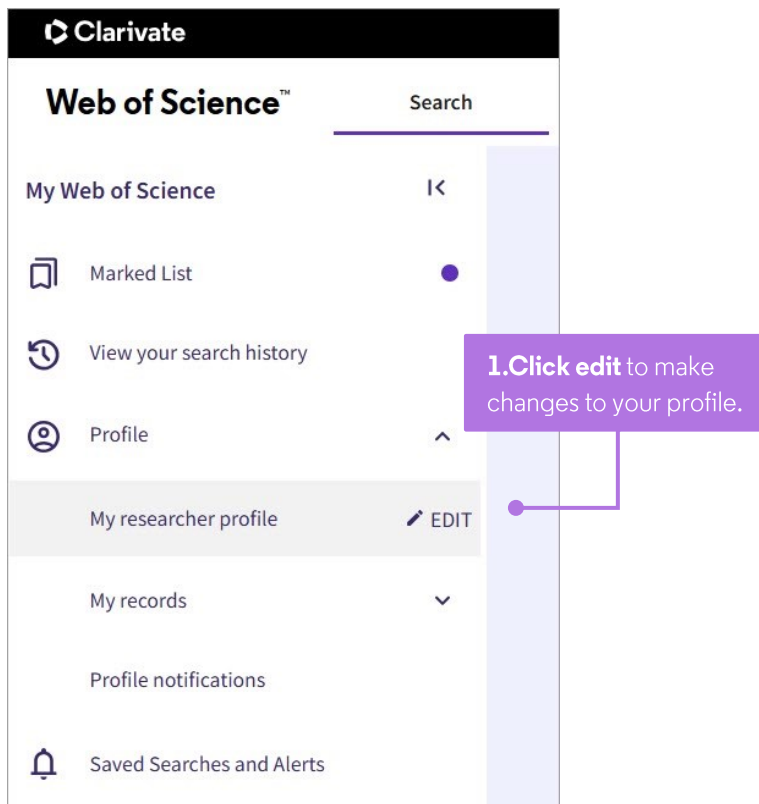 Clarivate
Web of Science™ Search
My Web of Science
Marked List
View your search history
1.Click edit to make
changes to your profile.
Profile
My researcher profile EDIT
My records
Profile notifications
Saved Searches and Alerts